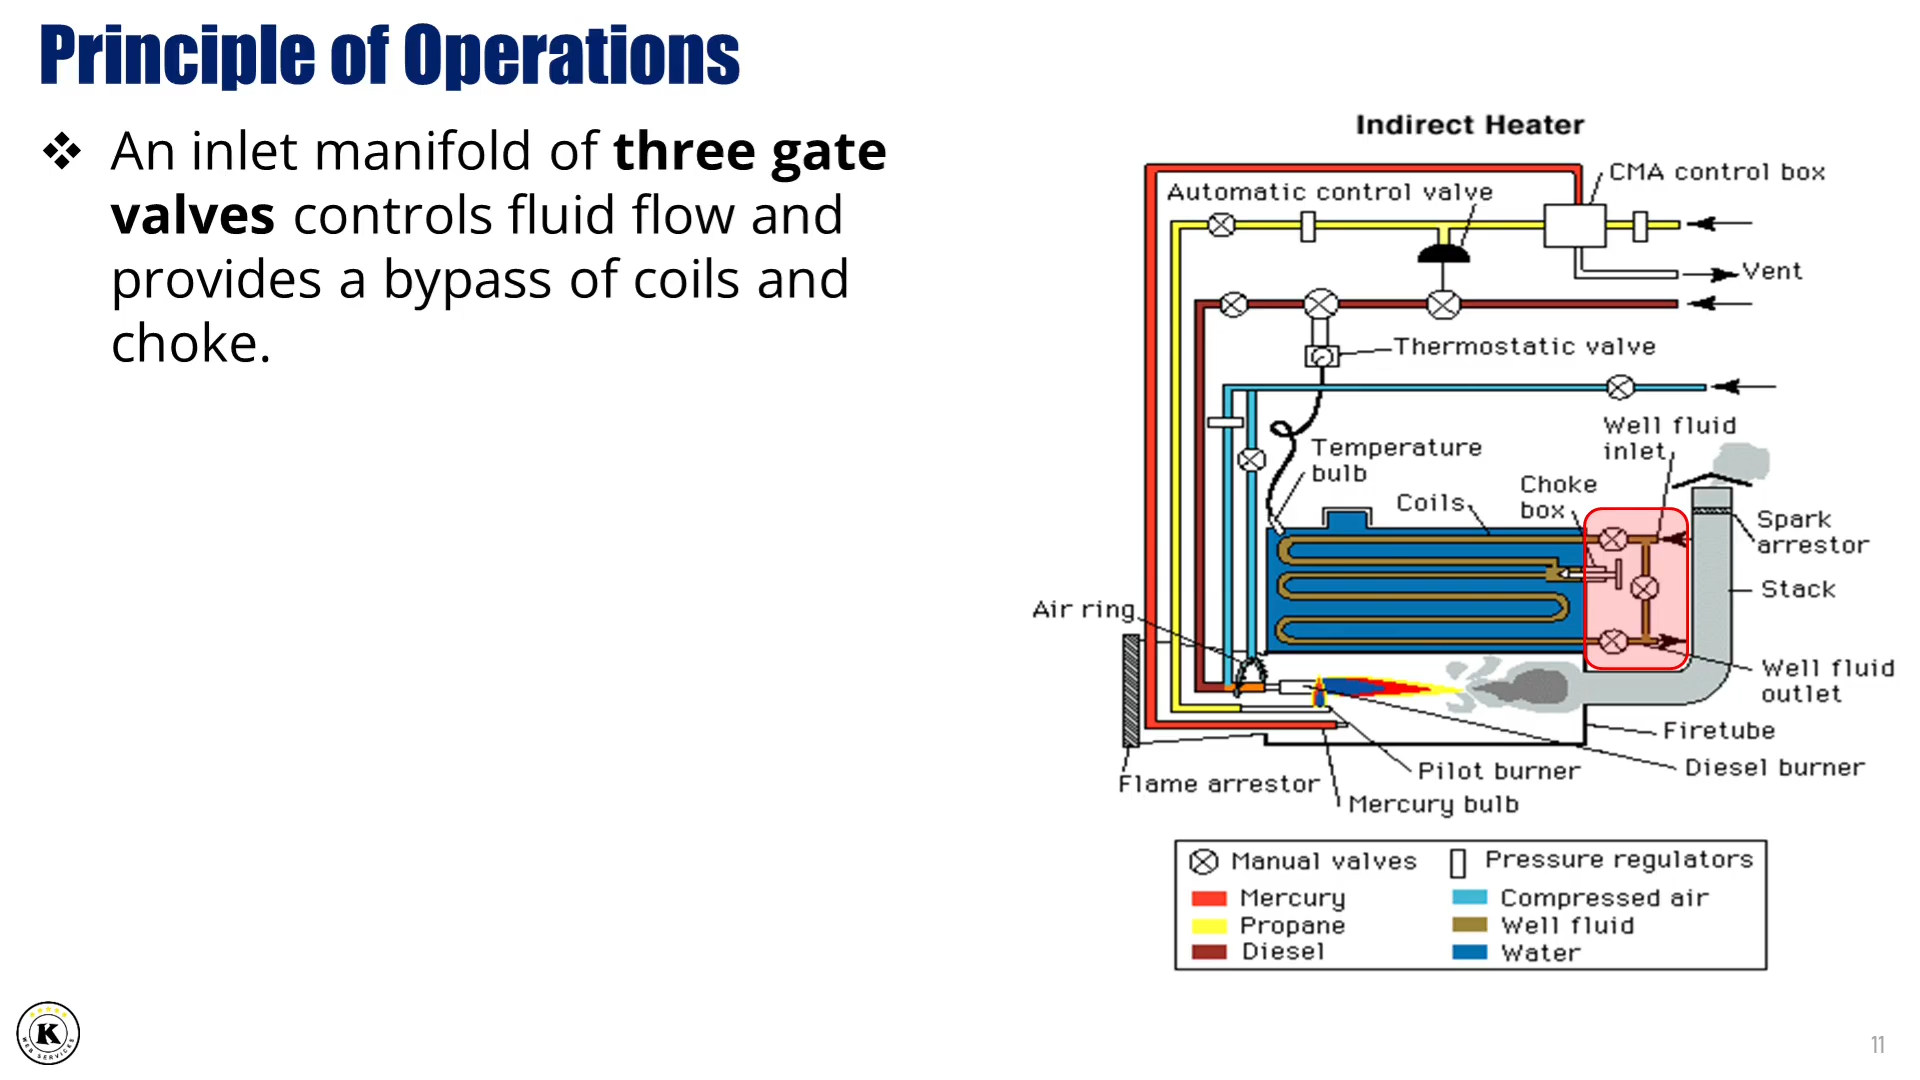 Principle of Operations
❖ An inlet manifold of three gate
valves controls fluid flow and
provides a bypass of coils and
choke.
Indirect Heater
CMA control box
Automatic control valve
Vent
Thermostatic valve
Well fluid
inlet
Temperature
bulb
Choke
box
Coils
Spark
arrestor
Stack
Air ring
Well fluid
outlet
Firetube
Diesel burner
Pilot burner
Flame arrestor
Mercury bulb
Manual valves
Pressure regulators
Mercury
Compressed air
Propane
Well fluid
Diesel
Water
K
WEB SERVICES
11